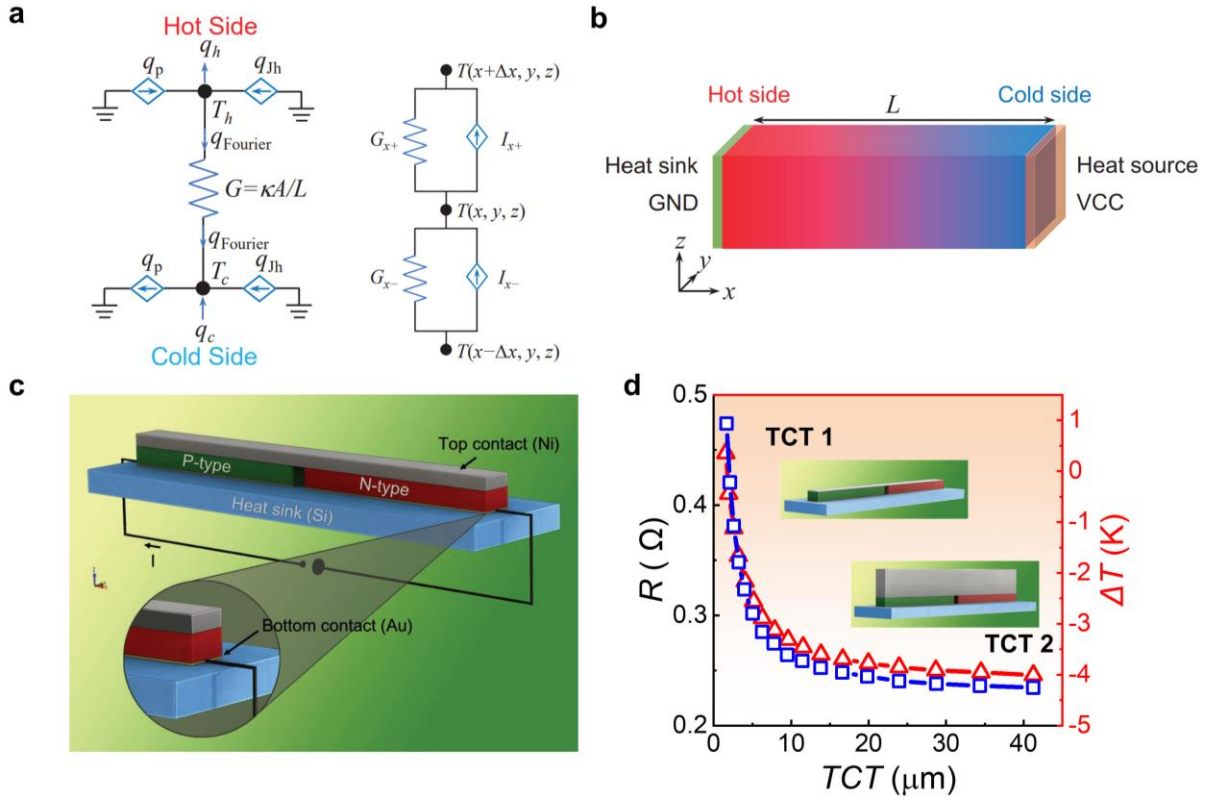 a
Hot Side
q_h
q_p
q_Jh
T_h
q_Fourier
G=κA/L
q_Fourier
q_p
T_c
q_Jh
q_c
Cold Side
T(x+Δx, y, z)
G_x+
I_x+
T(x, y, z)
G_x−
I_x−
T(x−Δx, y, z)
b
Hot side
L
Cold side
Heat sink
GND
Heat source
VCC
z
y
x
c
Top contact (Ni)
P-type
N-type
Heat sink (Si)
I
Bottom contact (Au)
d
0.5
0.4
0.3
0.2
R (Ω)
TCT 1
TCT 2
1
0
-1
-2
-3
-4
-5
ΔT (K)
0
10
20
30
40
TCT (μm)